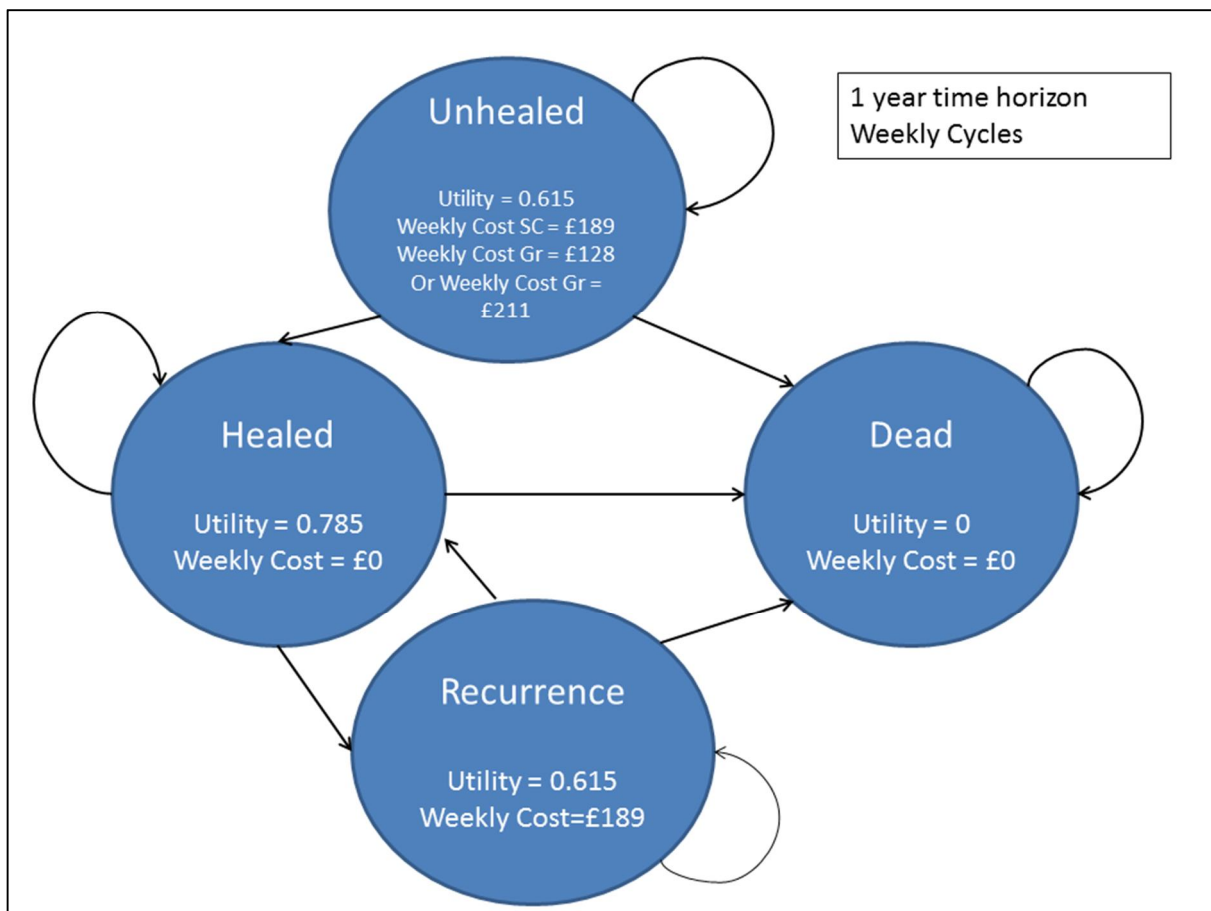 Unhealed
Utility = 0.615
Weekly Cost SC = £189
Weekly Cost Gr = £128
Or Weekly Cost Gr =
£211
1 year time horizon
Weekly Cycles
Healed
Utility = 0.785
Weekly Cost = £0
Dead
Utility = 0
Weekly Cost = £0
Recurrence
Utility = 0.615
Weekly Cost=£189